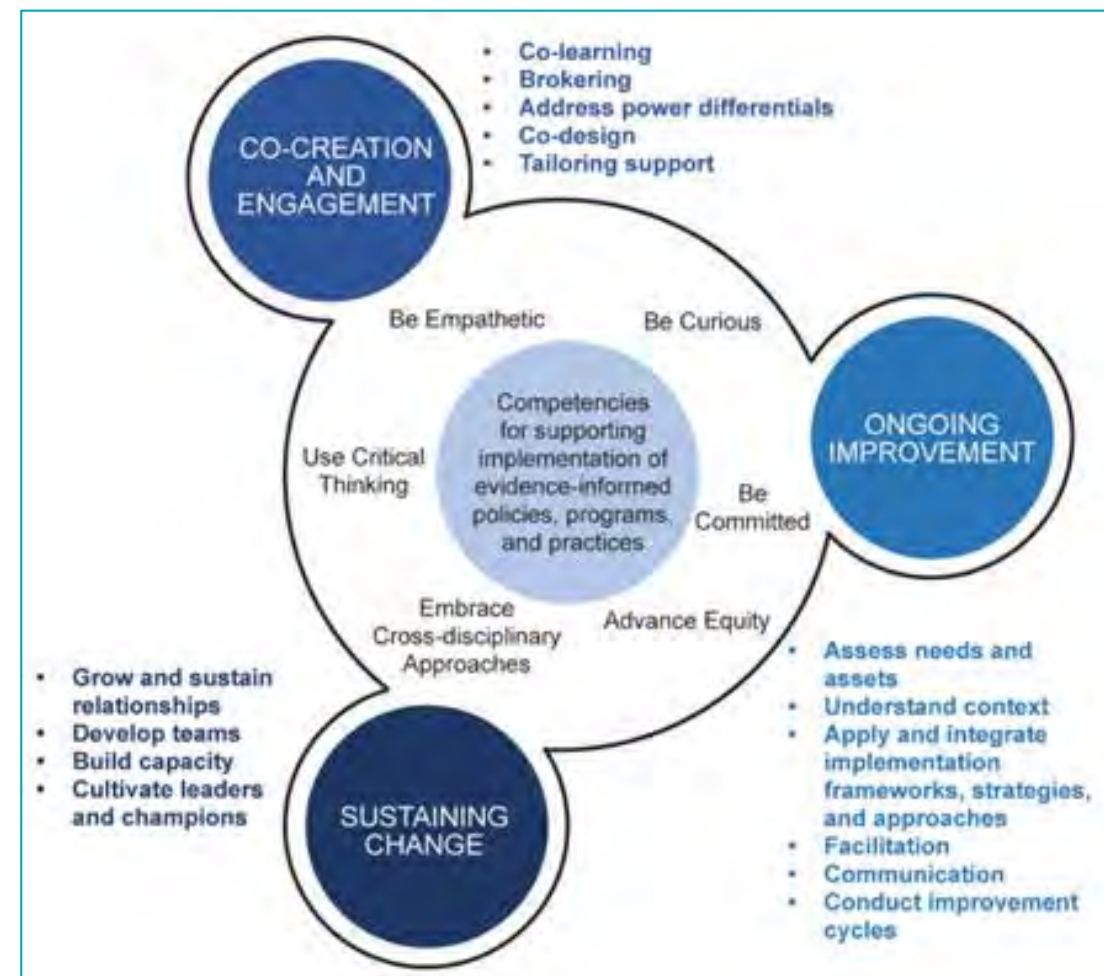 • Co-learning
• Brokering
• Address power differentials
• Co-design
• Tailoring support
CO-CREATION
AND
ENGAGEMENT
Be Empathetic
Be Curious
Competencies
for supporting
implementation of
evidence-informed
policies, programs,
and practices
ONGOING
IMPROVEMENT
Use Critical
Thinking
Be
Committed
Embrace
Cross-disciplinary
Approaches
Advance Equity
• Grow and sustain
relationships
• Develop teams
• Build capacity
• Cultivate leaders
and champions
SUSTAINING
CHANGE
• Assess needs and
assets
• Understand context
• Apply and integrate
implementation
frameworks, strategies,
and approaches
• Facilitation
• Communication
• Conduct improvement
cycles